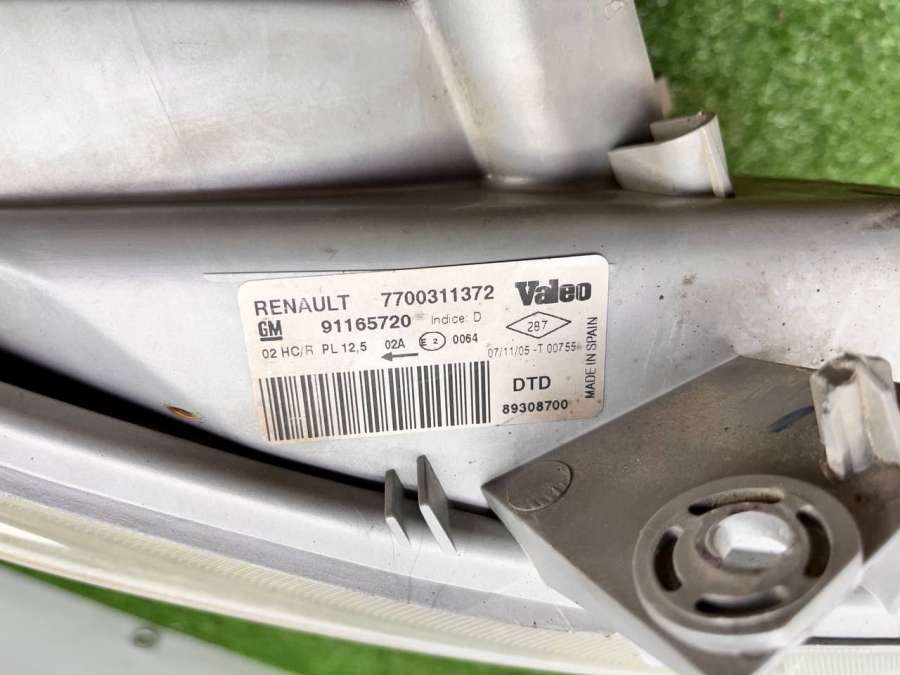 RENAULT 7700311372 Valeo
GM 91165720 Indice: D 287
02 HC/R PL 12,5 02A E 2 0064 07/11/05 -T 00755
MADE IN SPAIN
DTD
89308700